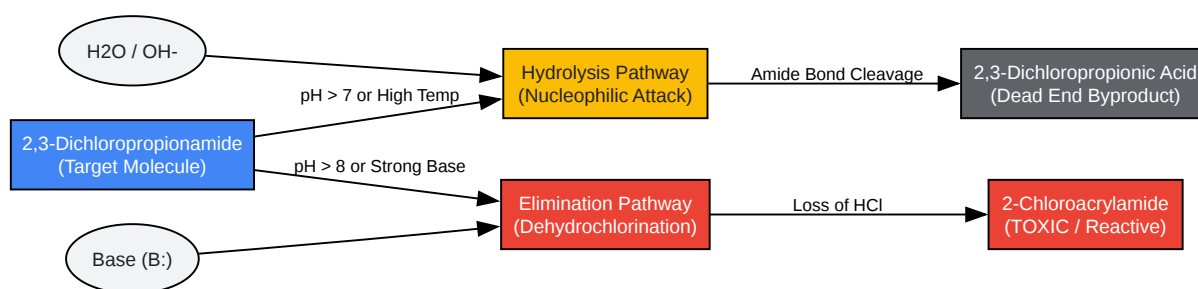 H2O / OH-
Hydrolysis Pathway
(Nucleophilic Attack)
Amide Bond Cleavage
2,3-Dichloropropionic Acid
(Dead End Byproduct)
pH > 7 or High Temp
2,3-Dichloropropionamide
(Target Molecule)
pH > 8 or Strong Base
Elimination Pathway
(Dehydrochlorination)
Loss of HCl
2-Chloroacrylamide
(TOXIC / Reactive)
Base (B:)